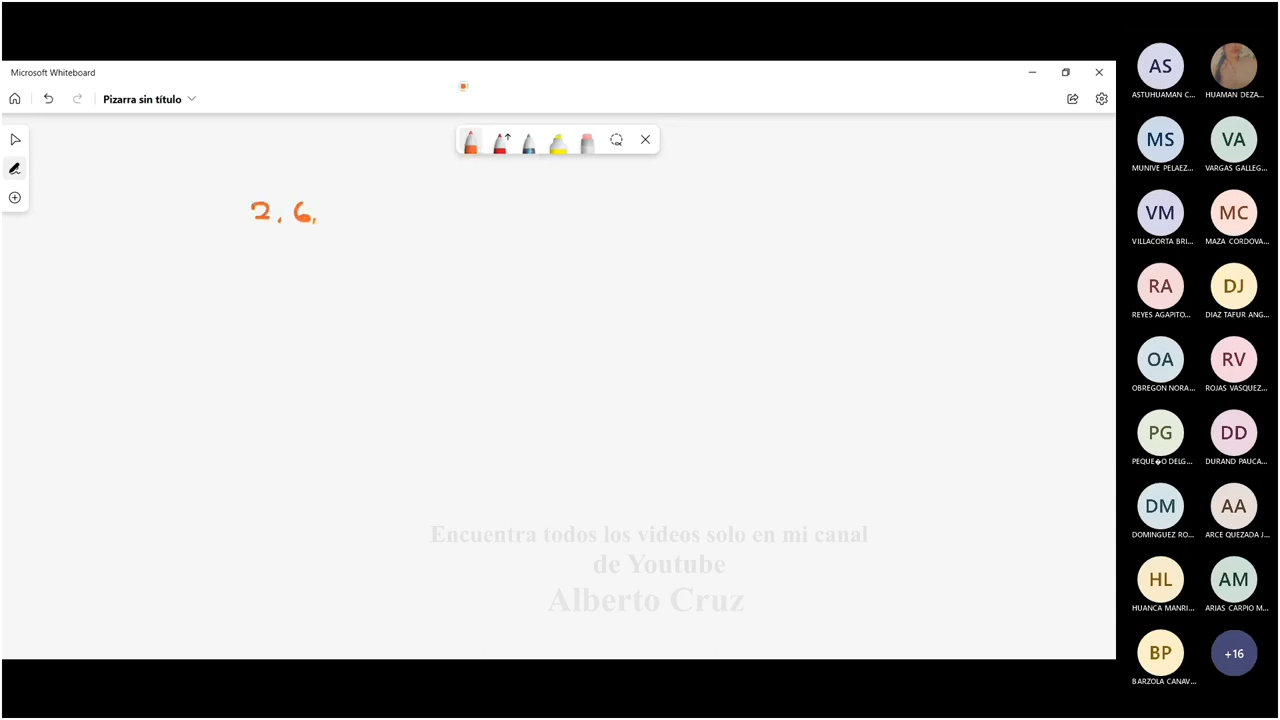 Microsoft Whiteboard
Pizarra sin título
2. 6.
Encuentra todos los videos solo en mi canal
de Youtube
Alberto Cruz
AS
ASTUHUAMAN C...
HUAMAN DEZA...
MS
MUNIVE PELAEZ...
VA
VARGAS GALLEG...
VM
VILLACORTA BRI...
MC
MAZA CORDOVA...
RA
REYES AGAPITO...
DJ
DIAZ TAFUR ANG...
OA
OBREGON NORA...
RV
ROJAS VASQUEZ...
PG
PEQUE�O DELG...
DD
DURAND PAUCA...
DM
DOMINGUEZ RO...
AA
ARCE QUEZADA J...
HL
HUANCA MANRI...
AM
ARIAS CARPIO M...
BP
BARZOLA CANAV...
+16